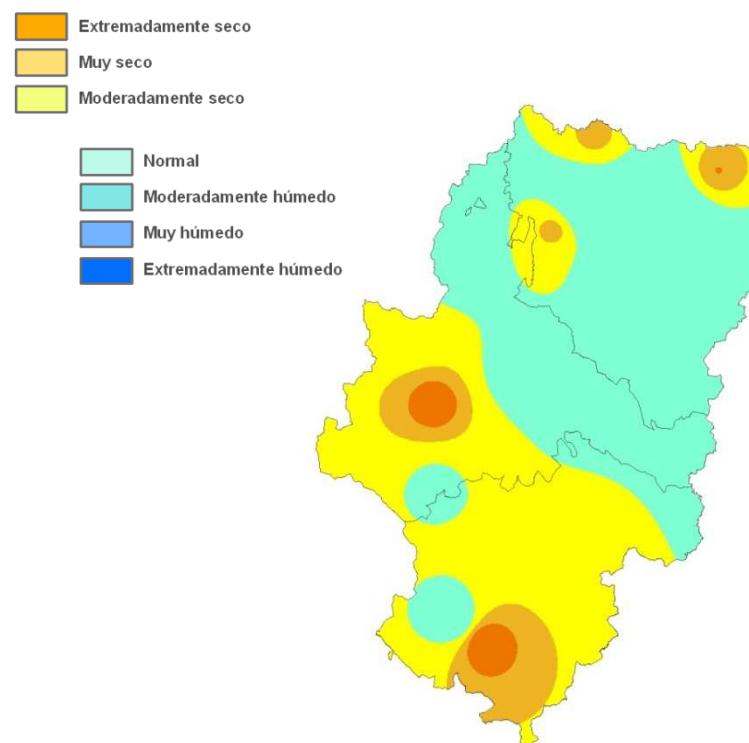 Extremadamente seco
Muy seco
Moderadamente seco
Normal
Moderadamente húmedo
Muy húmedo
Extremadamente húmedo